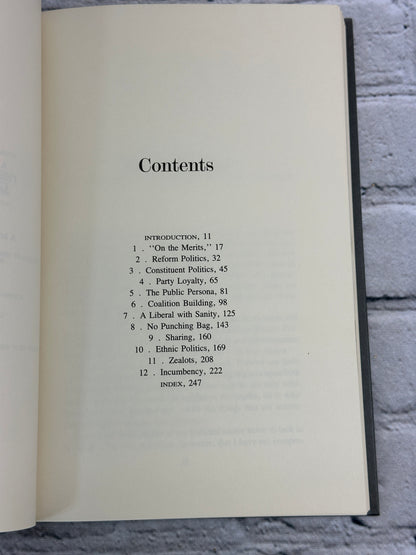 Contents
INTRODUCTION, 11
1 . "On the Merits," 17
2 . Reform Politics, 32
3 . Constituent Politics, 45
4 . Party Loyalty, 65
5 . The Public Persona, 81
6 . Coalition Building, 98
7 . A Liberal with Sanity, 125
8 . No Punching Bag, 143
9 . Sharing, 160
10 . Ethnic Politics, 169
11 . Zealots, 208
12 . Incumbency, 222
INDEX, 247